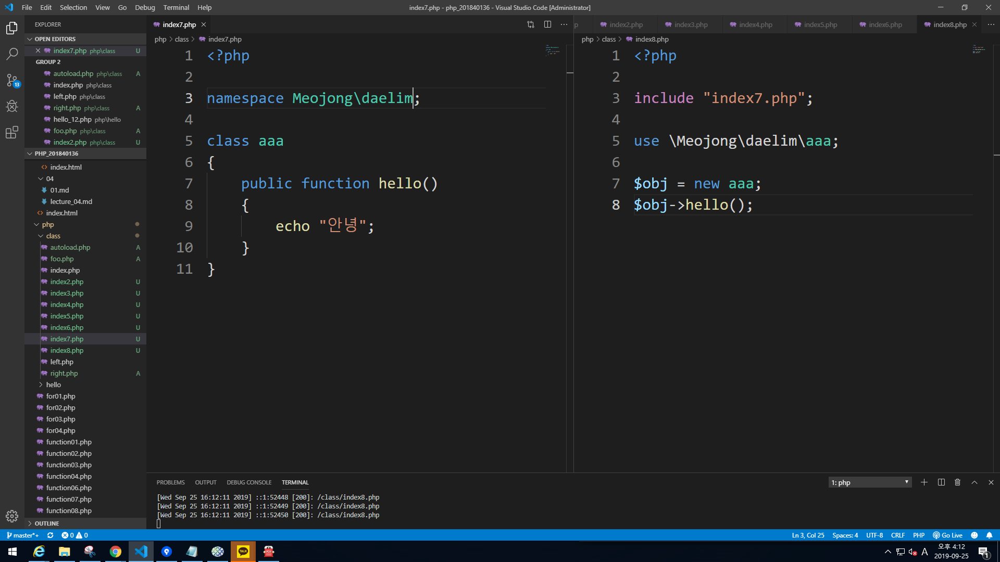 File Edit Selection View Go Debug Terminal Help
index7.php - php_201840136 - Visual Studio Code [Administrator]
EXPLORER
OPEN EDITORS
index7.php php\class U
GROUP 2
autoload.php php\class A
index.php php\class
left.php php\class
right.php php\class A
hello_12.php php\hello
foo.php php\class A
index2.php php\class U
PHP_201840136
index.html
04
01.md
lecture_04.md
index.html
php
class
autoload.php A
foo.php A
index.php
index2.php U
index3.php U
index4.php U
index5.php U
index6.php U
index7.php U
index8.php U
left.php
right.php A
hello
for01.php
for02.php
for03.php
for04.php
function01.php
function02.php
function03.php
function04.php
function06.php
function07.php
function08.php
OUTLINE
index7.php
php > class > index7.php
1 <?php
2
3 namespace Meojong\daelim;
4
5 class aaa
6 {
7 public function hello()
8 {
9 echo "안녕";
10 }
11 }
p index2.php index3.php index4.php index5.php index6.php index8.php
php > class > index8.php
1 <?php
2
3 include "index7.php";
4
5 use \Meojong\daelim\aaa;
6
7 $obj = new aaa;
8 $obj->hello();
PROBLEMS OUTPUT DEBUG CONSOLE TERMINAL
1: php
[Wed Sep 25 16:12:11 2019] ::1:52448 [200]: /class/index8.php
[Wed Sep 25 16:12:11 2019] ::1:52449 [200]: /class/index8.php
[Wed Sep 25 16:12:11 2019] ::1:52450 [200]: /class/index8.php
13
master*+ 0 0
Ln 3, Col 25 Spaces: 4 UTF-8 CRLF PHP Go Live
TALK
A
오후 4:12
2019-09-25
1